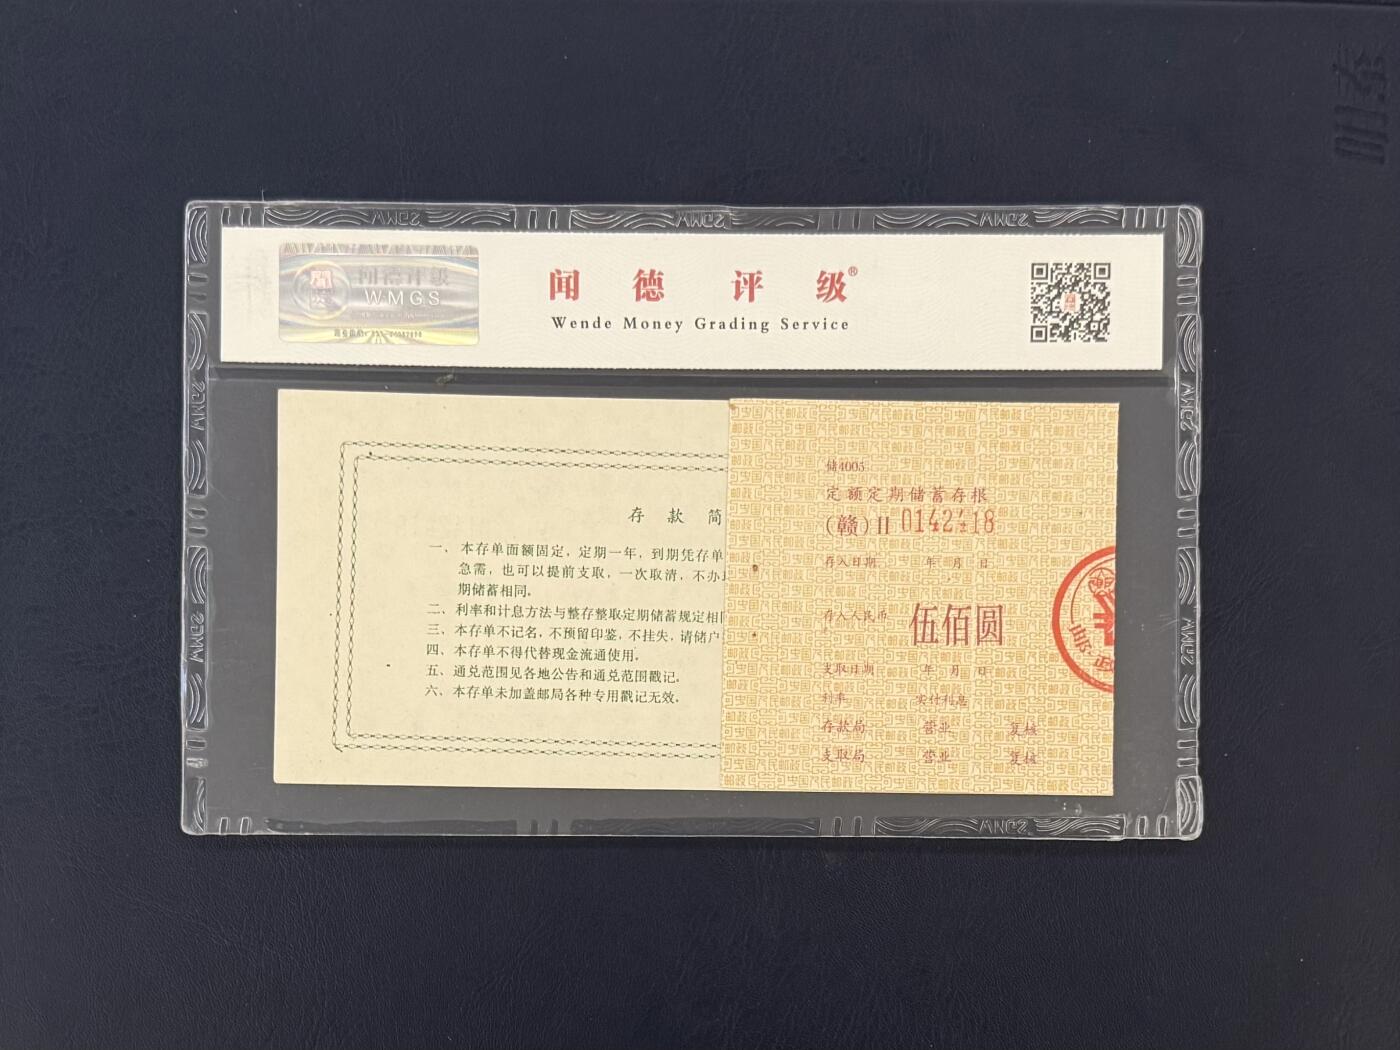 闻德评级
WMGS
闻德评级®
Wende Money Grading Service
存款简
一、本存单面额固定，定期一年，到期凭存单
急需，也可以提前支取，一次取清，不办
期储蓄相同。
二、利率和计息方法与整存整取定期储蓄规定相同
三、本存单不记名，不预留印鉴，不挂失，请储户
四、本存单不得代替现金流通使用。
五、通兑范围见各地公告和通兑范围戳记。
六、本存单未加盖邮局各种专用戳记无效。
储4005
定额定期储蓄存根
(赣) II 0142218
存入日期 年 月 日
存入人民币 伍佰圆
支取日期 年 月 日
利率 实付利息
存款局 营业 复核
支取局 营业 复核
邮政